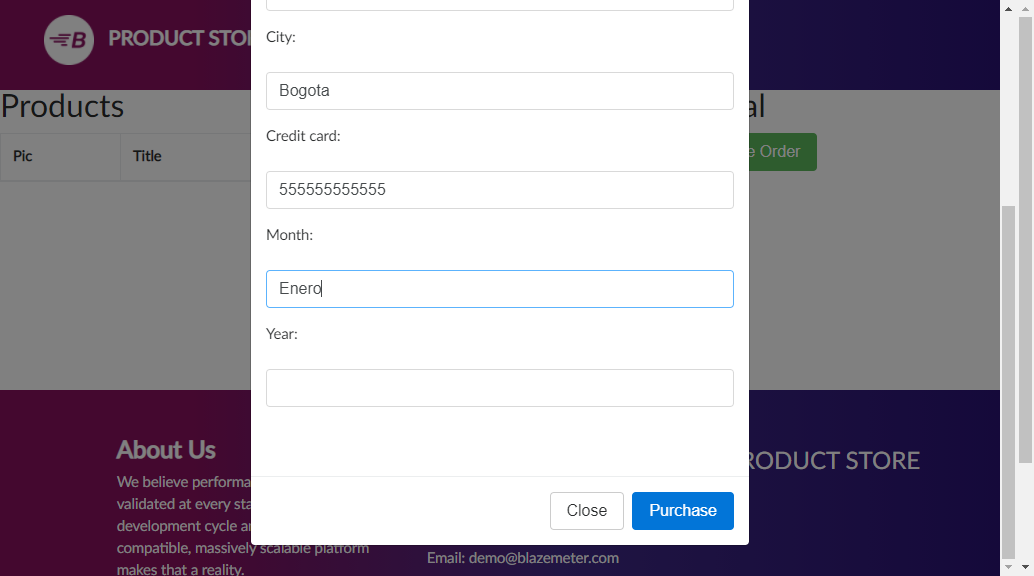 B PRODUCT STO
City:
Bogota
Products
al
Credit card:
Pic
Title
e Order
555555555555
Month:
Enero
Year:
About Us
We believe performa
validated at every sta
development cycle a
compatible, massively scalable platform
makes that a reality.
RODUCT STORE
Close
Purchase
Email: demo@blazemeter.com